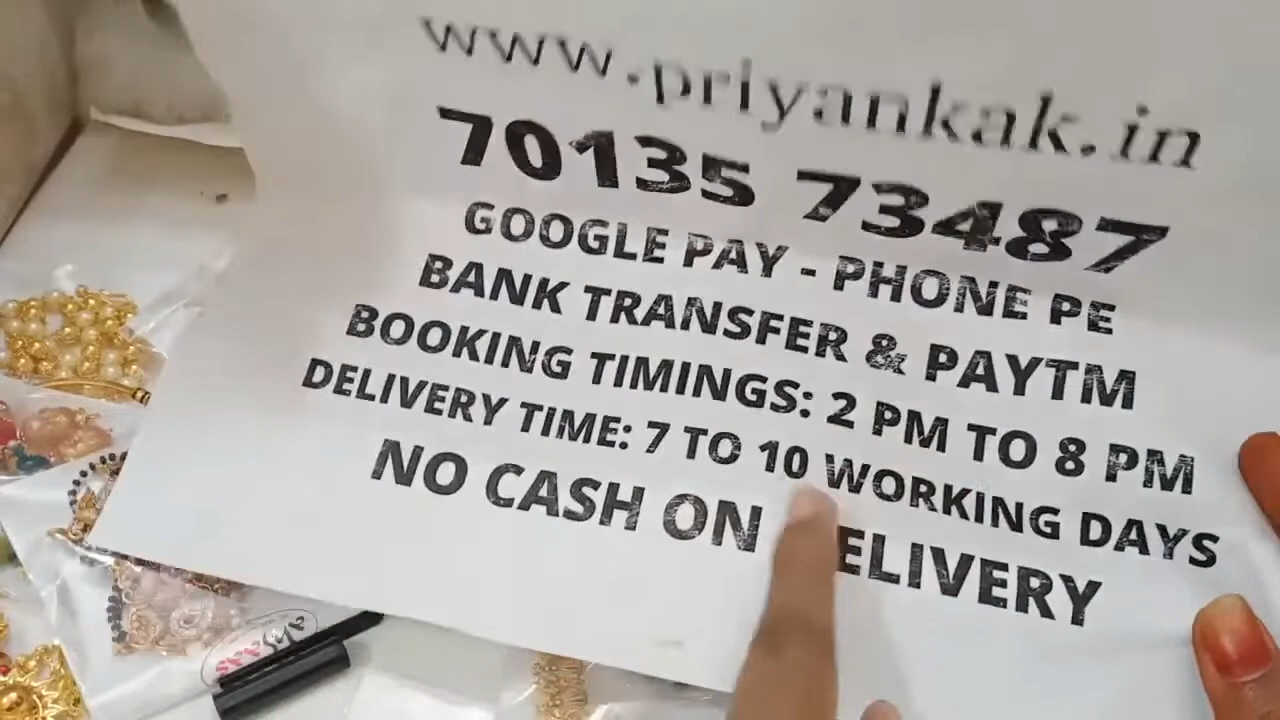 www.priyankak.in
70135 73487
GOOGLE PAY - PHONE PE
BANK TRANSFER & PAYTM
BOOKING TIMINGS: 2 PM TO 8 PM
DELIVERY TIME: 7 TO 10 WORKING DAYS
NO CASH ON ELIVERY